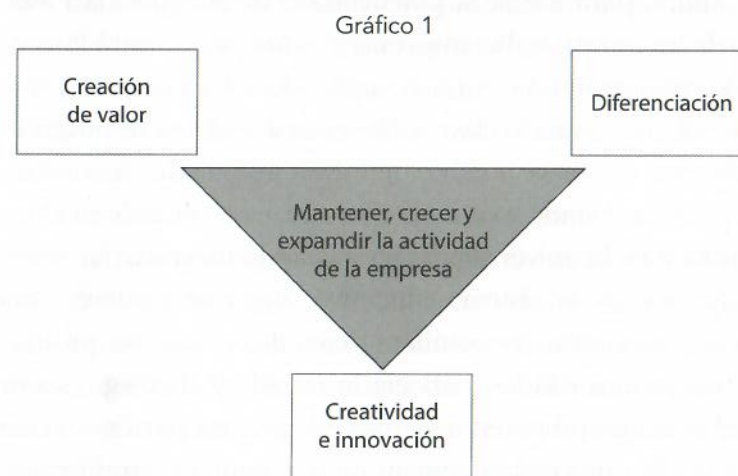 Gráfico 1
Creación
de valor
Diferenciación
Mantener, crecer y
expamdir la actividad
de la empresa
Creatividad
e innovación